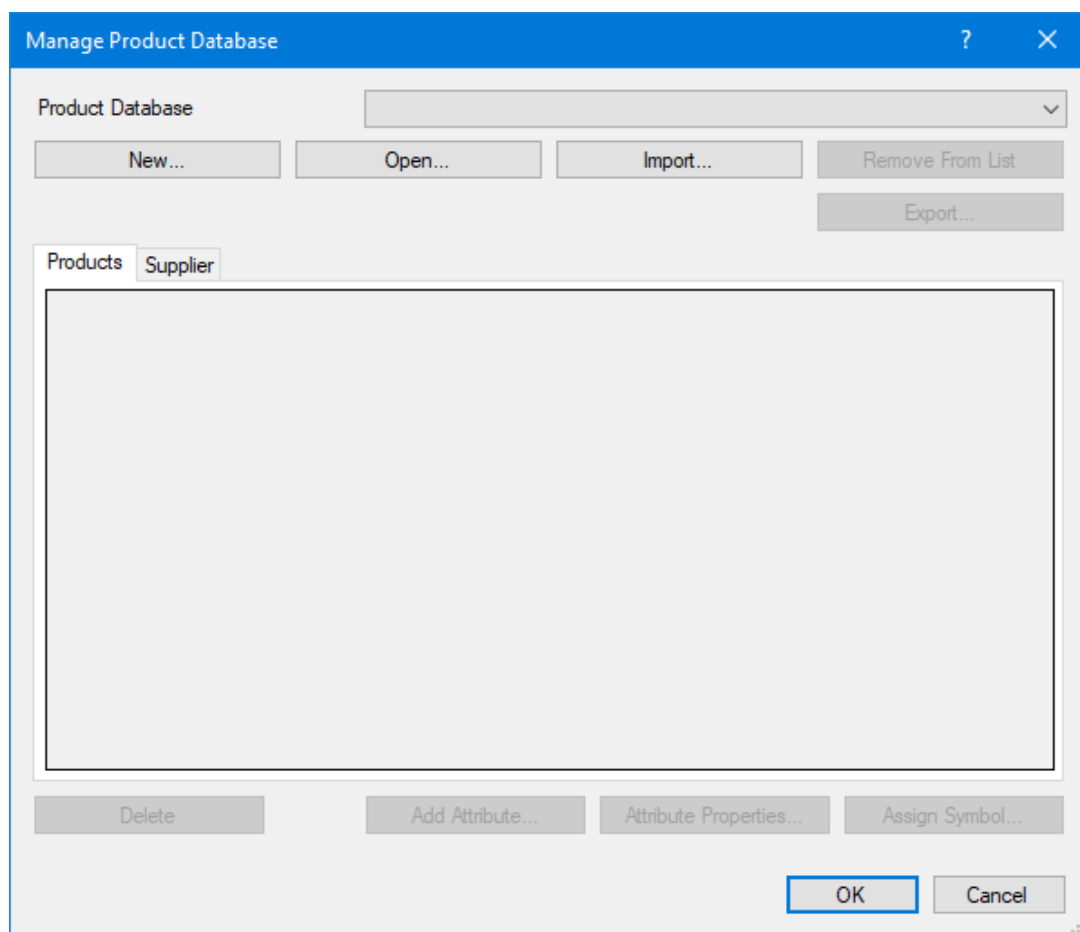 Manage Product Database ?
Product Database
New... Open... Import... Remove From List
Export...
Products Supplier
Delete Add Attribute... Attribute Properties... Assign Symbol...
OK Cancel